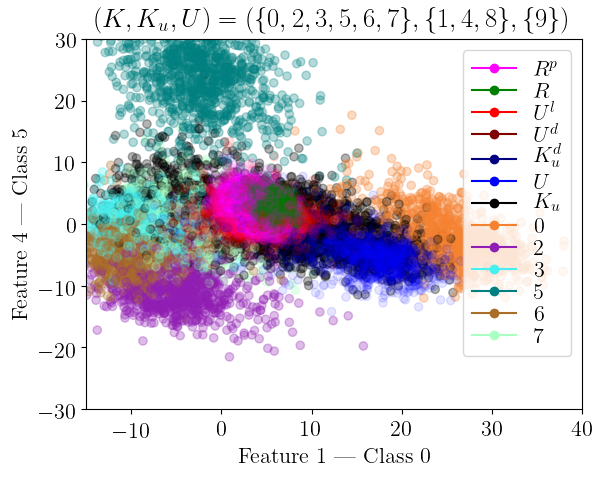 (K, K_u, U) = ({0, 2, 3, 5, 6, 7}, {1, 4, 8}, {9})
30
20
10
0
−10
−20
−30
Feature 4 — Class 5
R^p
R
U^l
U^d
K_u^d
U
K_u
0
2
3
5
6
7
−10
0
10
20
30
40
Feature 1 — Class 0